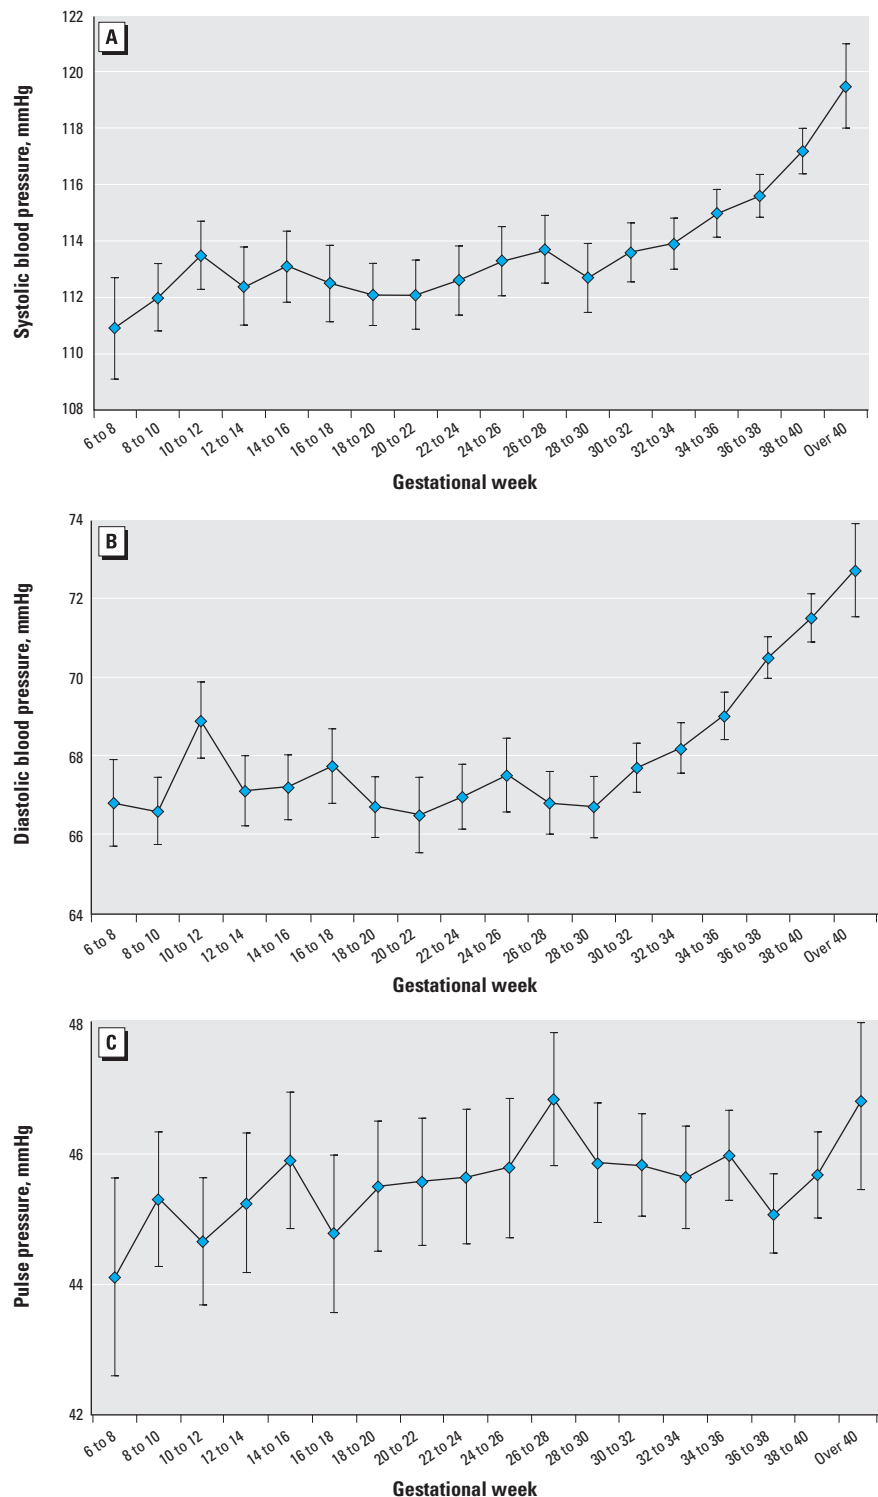 A
Systolic blood pressure, mmHg
122
120
118
116
114
112
110
108
6 to 8
8 to 10
10 to 12
12 to 14
14 to 16
16 to 18
18 to 20
20 to 22
22 to 24
24 to 26
26 to 28
28 to 30
30 to 32
32 to 34
34 to 36
36 to 38
38 to 40
Over 40
Gestational week
B
Diastolic blood pressure, mmHg
74
72
70
68
66
64
6 to 8
8 to 10
10 to 12
12 to 14
14 to 16
16 to 18
18 to 20
20 to 22
22 to 24
24 to 26
26 to 28
28 to 30
30 to 32
32 to 34
34 to 36
36 to 38
38 to 40
Over 40
Gestational week
C
Pulse pressure, mmHg
48
46
44
42
6 to 8
8 to 10
10 to 12
12 to 14
14 to 16
16 to 18
18 to 20
20 to 22
22 to 24
24 to 26
26 to 28
28 to 30
30 to 32
32 to 34
34 to 36
36 to 38
38 to 40
Over 40
Gestational week